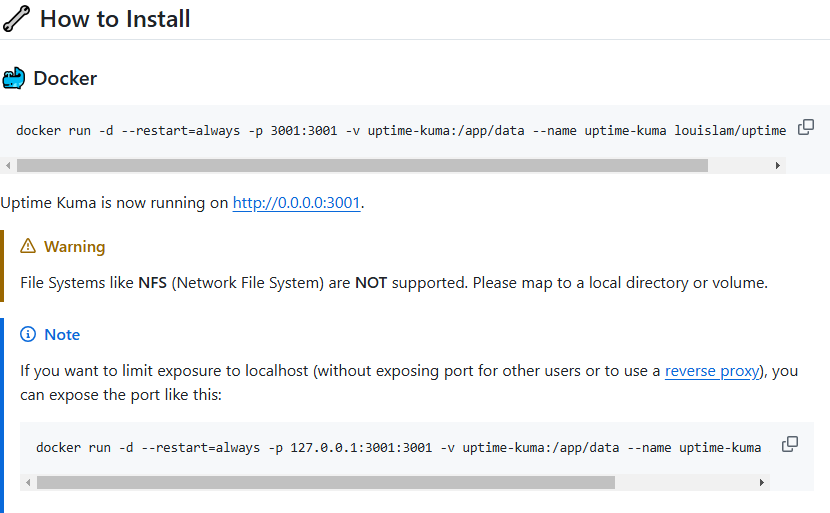 How to Install
Docker
docker run -d --restart=always -p 3001:3001 -v uptime-kuma:/app/data --name uptime-kuma louislam/uptime
Uptime Kuma is now running on http://0.0.0.0:3001.
Warning
File Systems like NFS (Network File System) are NOT supported. Please map to a local directory or volume.
Note
If you want to limit exposure to localhost (without exposing port for other users or to use a reverse proxy), you
can expose the port like this:
docker run -d --restart=always -p 127.0.0.1:3001:3001 -v uptime-kuma:/app/data --name uptime-kuma